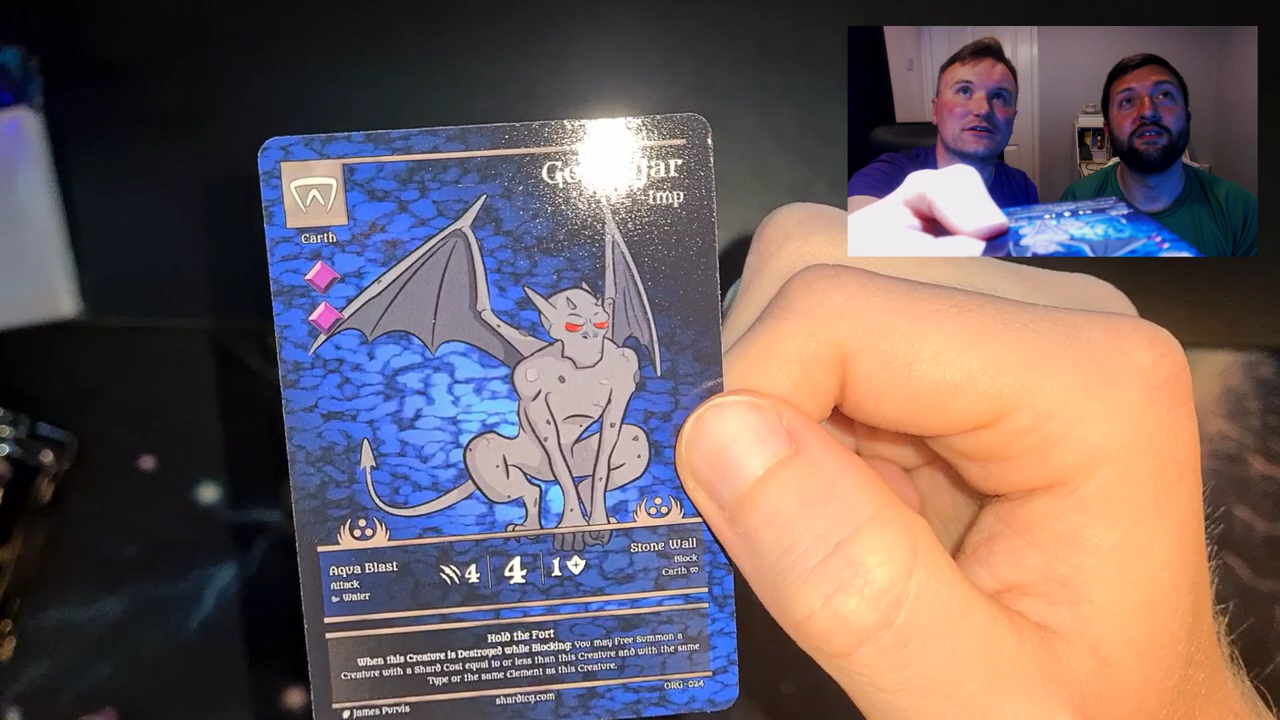 Imp
Earth
Aqua Blast
Attack
Water
4 4 1
Stone Wall
Block
Earth
Hold the Fort
When this Creature is Destroyed while Blocking: You may Free Summon a
Creature with a Shard Cost equal to or less than this Creature and with the same
Type or the same Element as this Creature.
ORG-024
shardtcg.com
James Purvis